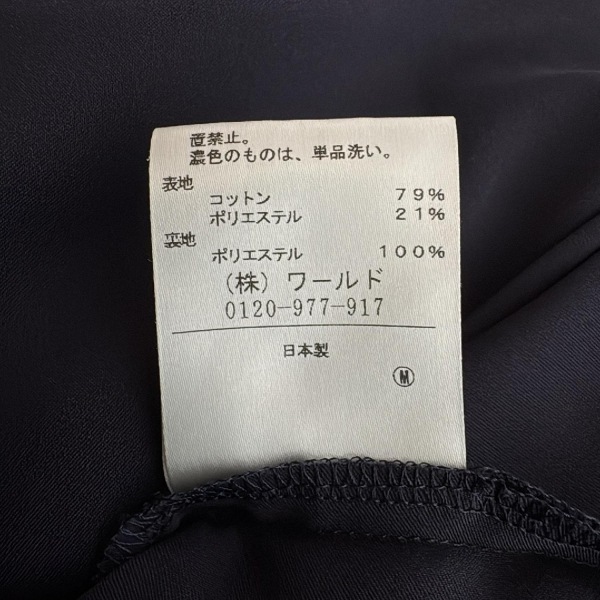 置禁止。
濃色のものは、単品洗い。
表地
コットン 79%
ポリエステル 21%
裏地
ポリエステル 100%
（株）ワールド
0120-977-917
日本製
M